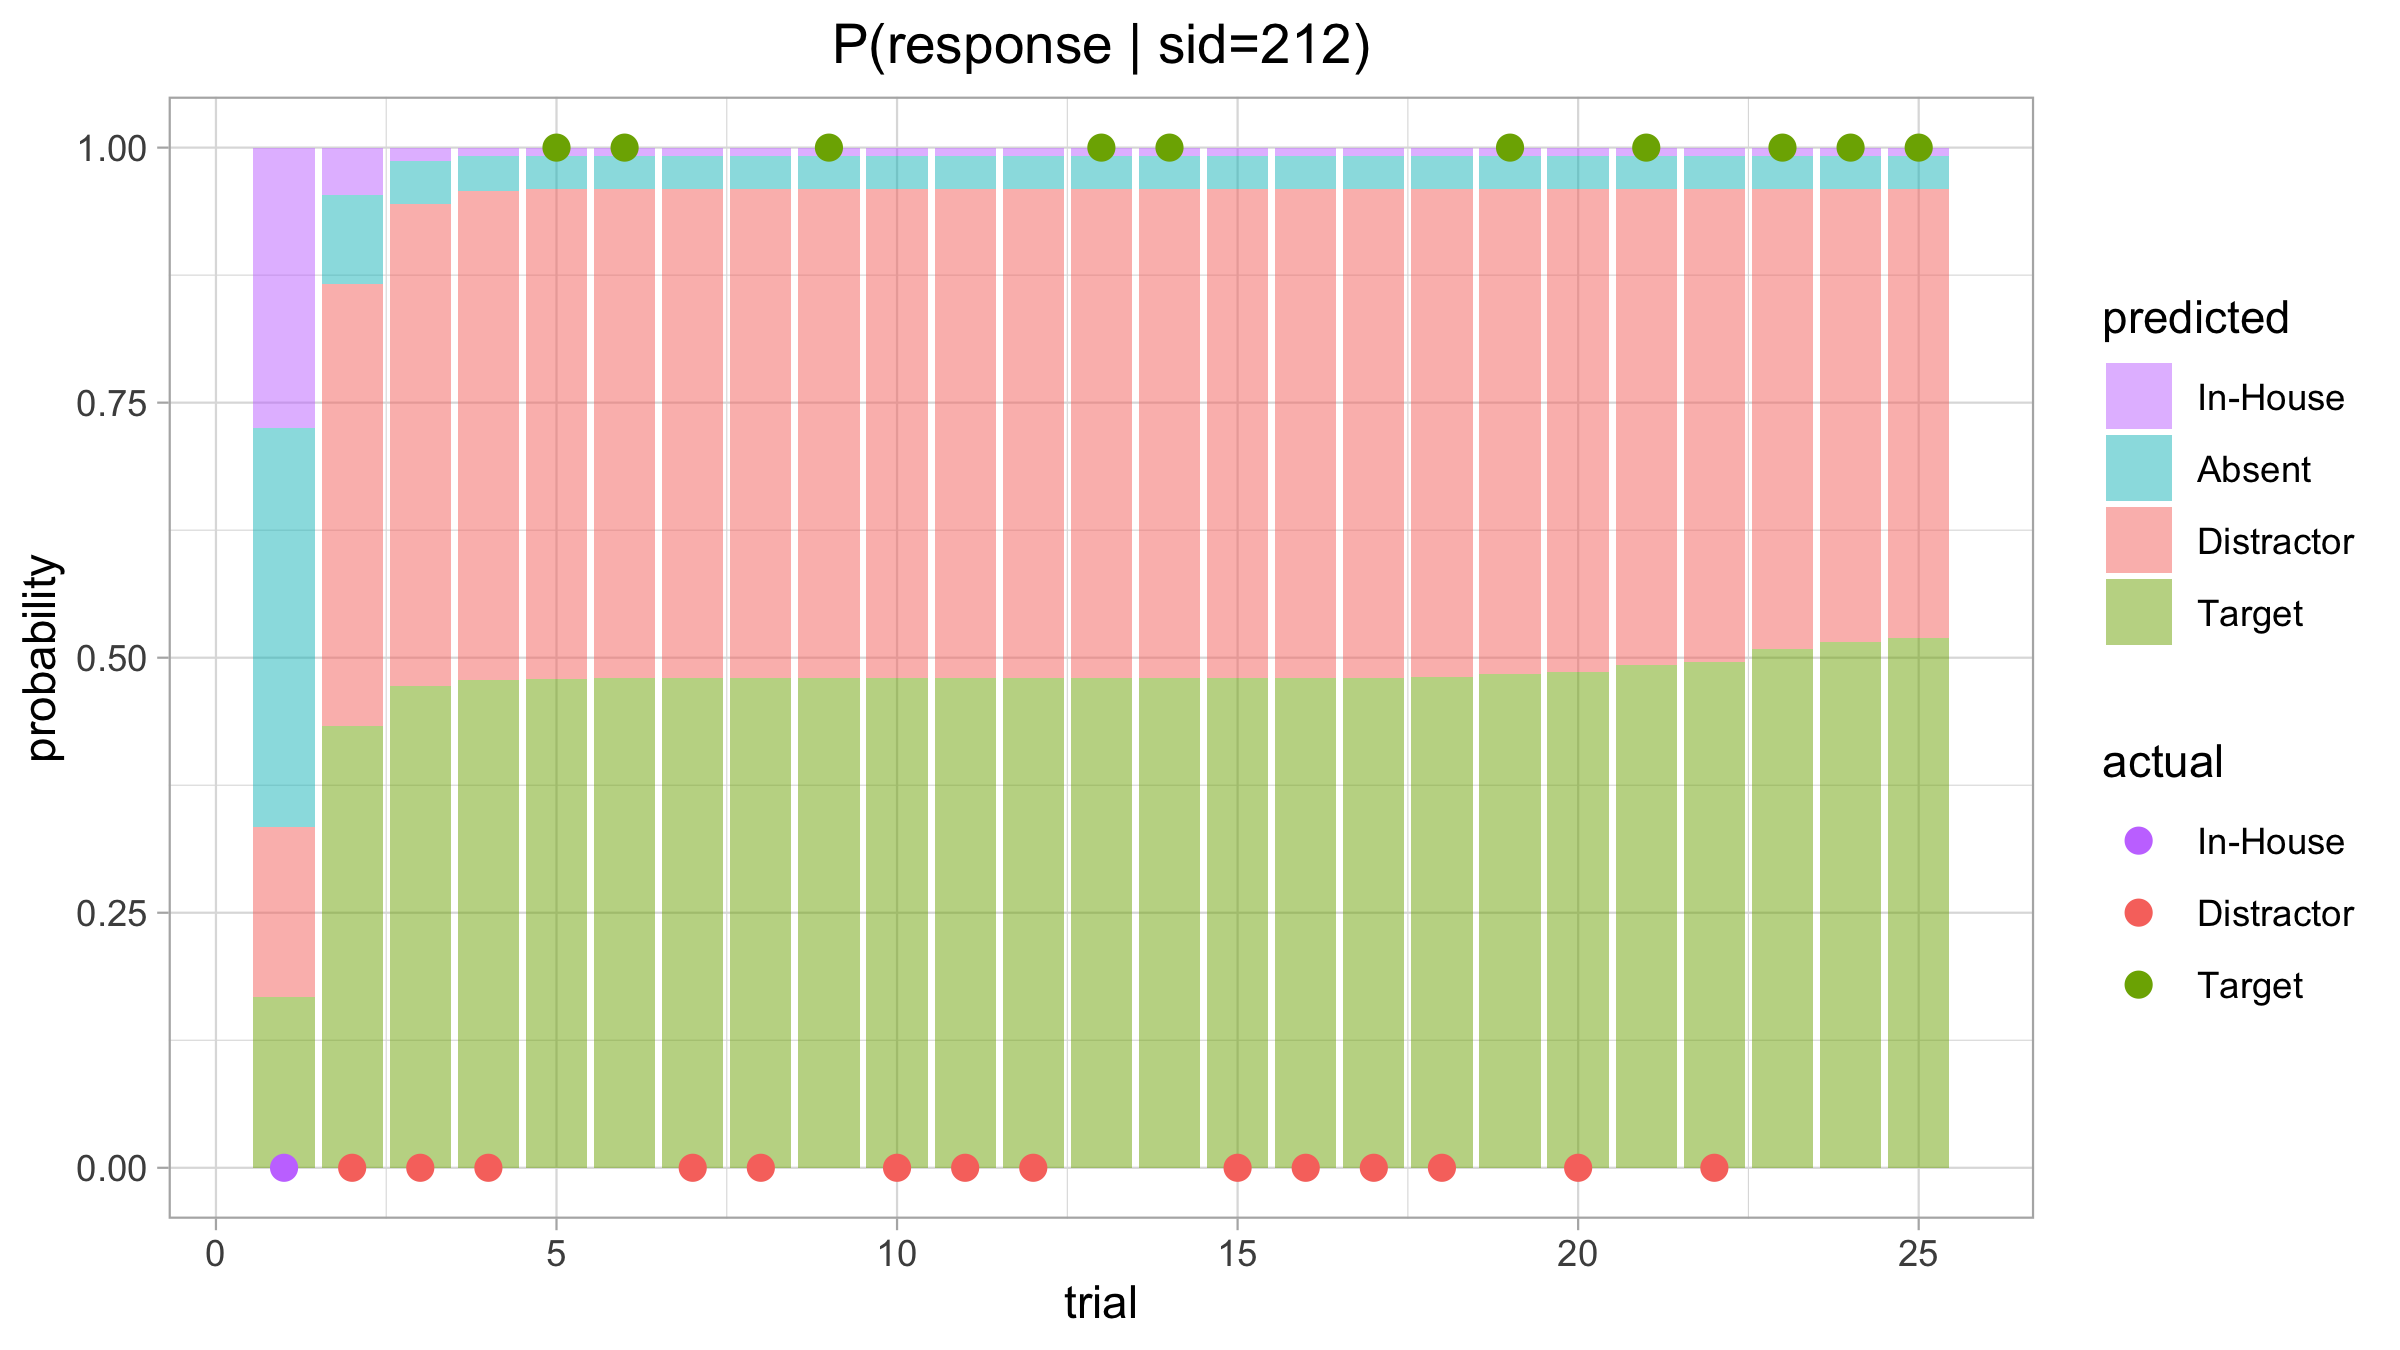 P(response | sid=212)
probability
1.00
0.75
0.50
0.25
0.00
0 5 10 15 20 25
trial
predicted
In-House
Absent
Distractor
Target
actual
In-House
Distractor
Target